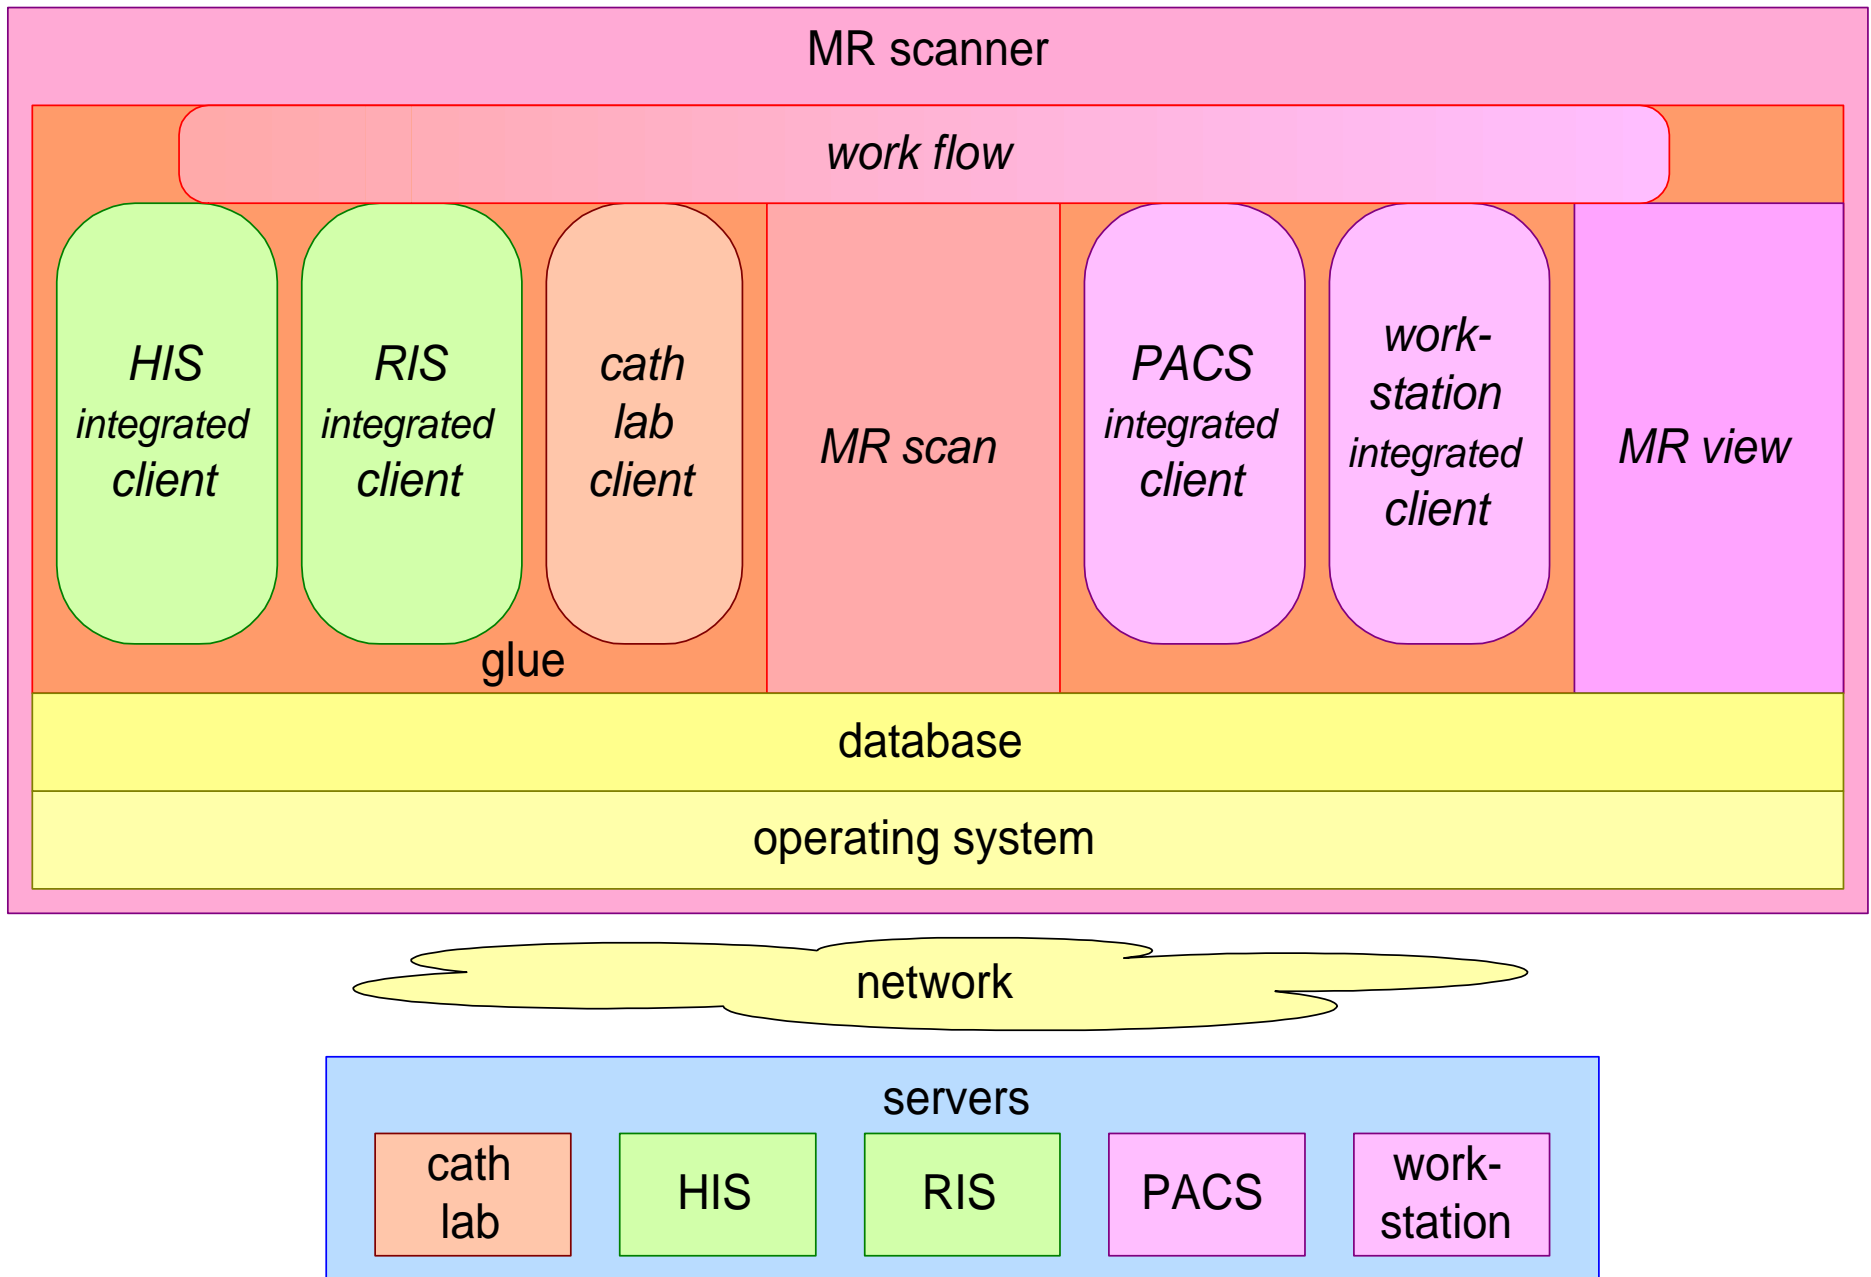 MR scanner
work flow
HIS
integrated
client
RIS
integrated
client
cath
lab
client
MR scan
PACS
integrated
client
work-
station
integrated
client
MR view
glue
database
operating system
network
servers
cath
lab
HIS
RIS
PACS
work-
station